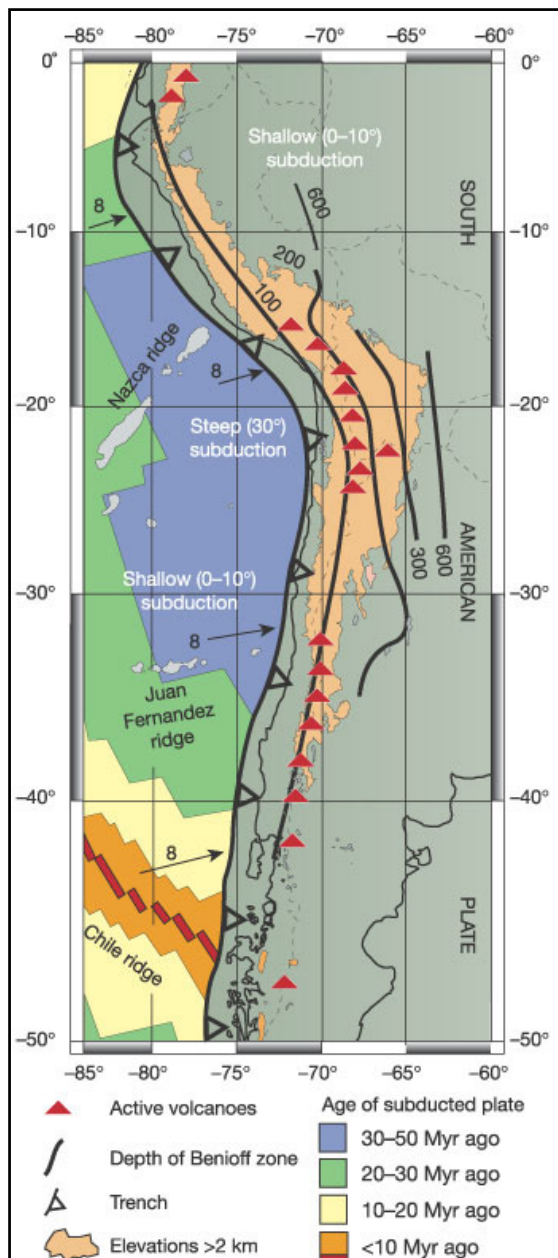 −85° −80° −75° −70° −65° −60°
0° 0°
Shallow (0–10°)
subduction
600
SOUTH
8
−10° −10°
200
100
Nazca ridge
8
−20° −20°
Steep (30°)
subduction
AMERICAN
300
600
Shallow (0–10°)
subduction
−30° −30°
8
Juan
Fernandez
ridge
−40° −40°
8
PLATE
Chile ridge
−50° −50°
−85° −80° −75° −70° −65° −60°
Active volcanoes
Depth of Benioff zone
Trench
Elevations >2 km
Age of subducted plate
30–50 Myr ago
20–30 Myr ago
10–20 Myr ago
<10 Myr ago